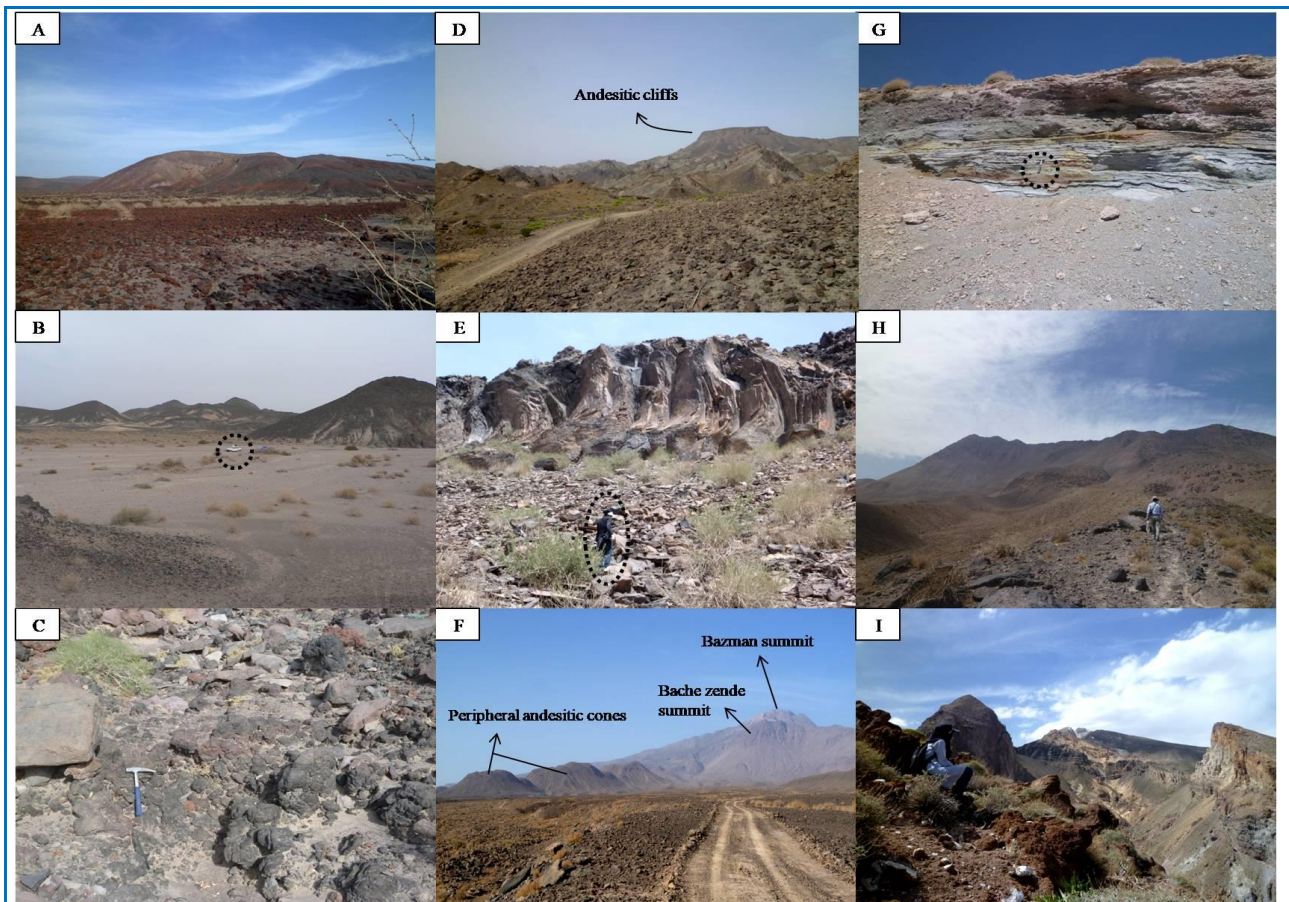 A
D
G
Andesitic cliffs
B
E
H
C
F
I
Bazman summit
Bache zende
summit
Peripheral andesitic cones